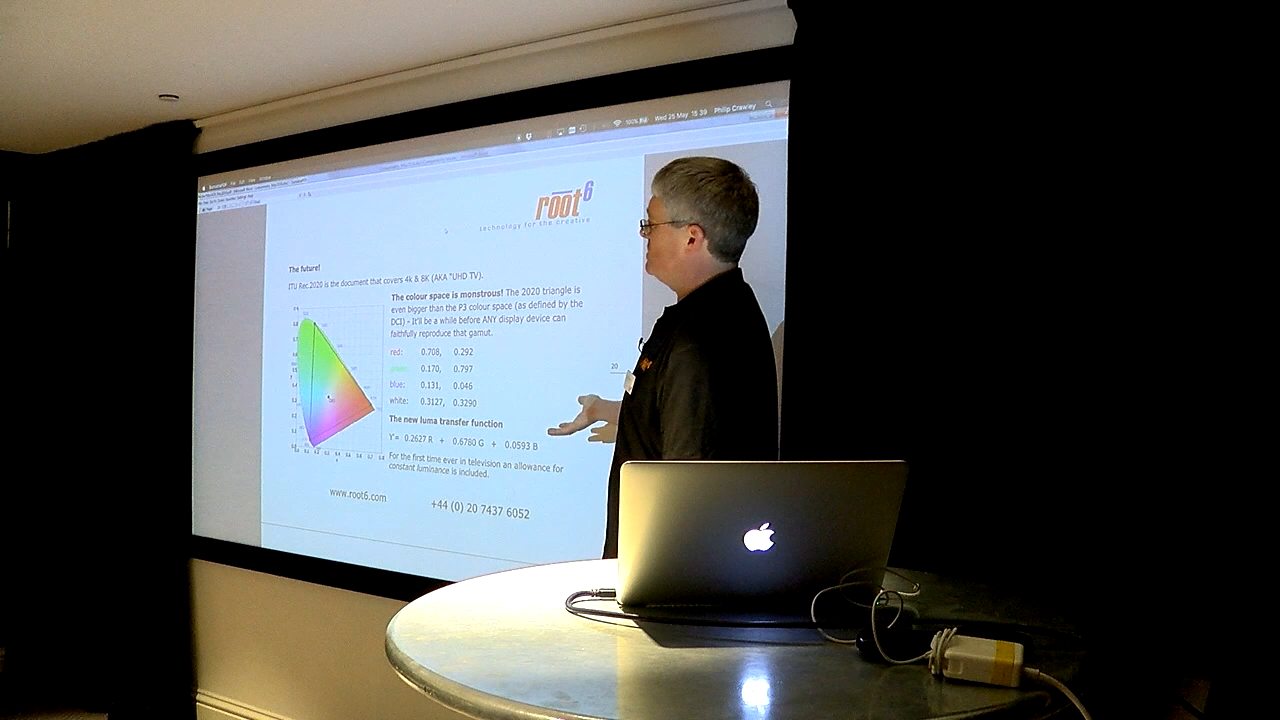 Wed 25 May 15:39 Philip Crawley
root6
technology for the creative
The future!
ITU Rec.2020 is the document that covers 4k & 8K (AKA "UHD TV).
The colour space is monstrous! The 2020 triangle is
even bigger than the P3 colour space (as defined by the
DCI) - It'll be a while before ANY display device can
faithfully reproduce that gamut.
red: 0.708, 0.292
green: 0.170, 0.797
blue: 0.131, 0.046
white: 0.3127, 0.3290
20
The new luma transfer function
Y'= 0.2627 R + 0.6780 G + 0.0593 B
For the first time ever in television an allowance for
constant luminance is included.
www.root6.com
+44 (0) 20 7437 6052